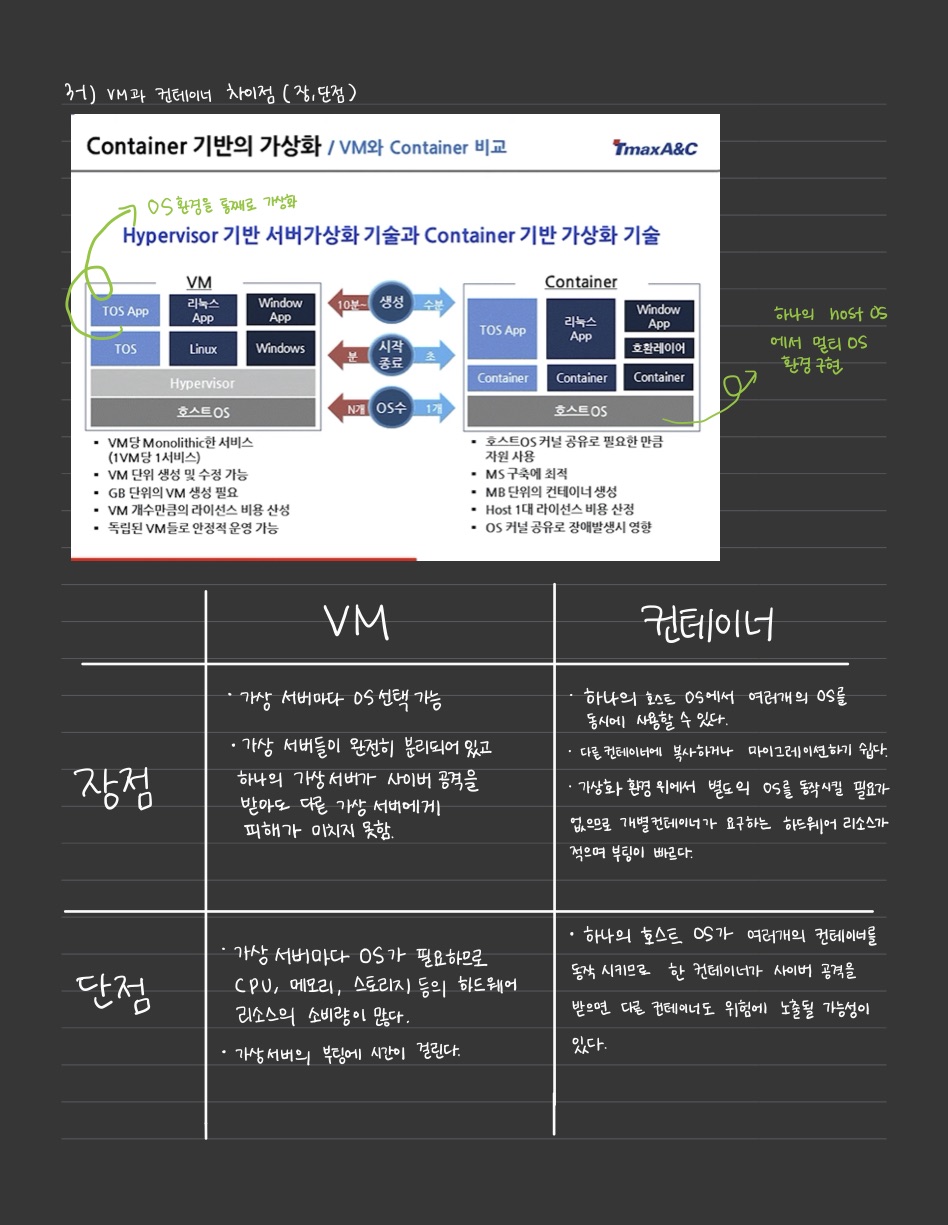 3-1) VM과 컨테이너 차이점 (장,단점)
Container 기반의 가상화 / VM와 Container 비교
TmaxA&C
OS환경을 통째로 가상화
Hypervisor 기반 서버가상화 기술과 Container 기반 가상화 기술
VM
TOS App
리눅스 App
Window App
TOS
Linux
Windows
Hypervisor
호스트OS
10분~ 생성 수분
분 시작 종료 초
N개 OS수 1개
Container
TOS App
리눅스 App
Window App
호환레이어
Container
Container
Container
호스트OS
하나의 host OS
에서 멀티 OS
환경 구현
▪ VM당 Monolithic한 서비스
(1VM당 1서비스)
▪ VM 단위 생성 및 수정 가능
▪ GB 단위의 VM 생성 필요
▪ VM 개수만큼의 라이선스 비용 산성
▪ 독립된 VM들로 안정적 운영 가능
▪ 호스트OS 커널 공유로 필요한 만큼
자원 사용
▪ MS 구축에 최적
▪ MB 단위의 컨테이너 생성
▪ Host 1대 라이선스 비용 산정
▪ OS 커널 공유로 장애발생시 영향
VM
컨테이너
장점
· 가상 서버마다 OS 선택 가능
· 가상 서버들이 완전히 분리되어 있고
하나의 가상서버가 사이버 공격을
받아도 다른 가상 서버에게
피해가 미치지 못함.
· 하나의 호스트 OS에서 여러개의 OS를
동시에 사용할 수 있다.
· 다른 컨테이너에 복사하거나 마이그레이션하기 쉽다.
· 가상화 환경 위에서 별도의 OS를 동작시킬 필요가
없으므로 개별컨테이너가 요구하는 하드웨어 리소스가
적으며 부팅이 빠르다.
단점
· 가상 서버마다 OS가 필요하므로
CPU, 메모리, 스토리지 등의 하드웨어
리소스의 소비량이 많다.
· 가상서버의 부팅에 시간이 걸린다.
· 하나의 호스트 OS가 여러개의 컨테이너를
동작 시키므로 한 컨테이너가 사이버 공격을
받으면 다른 컨테이너도 위험에 노출될 가능성이
있다.